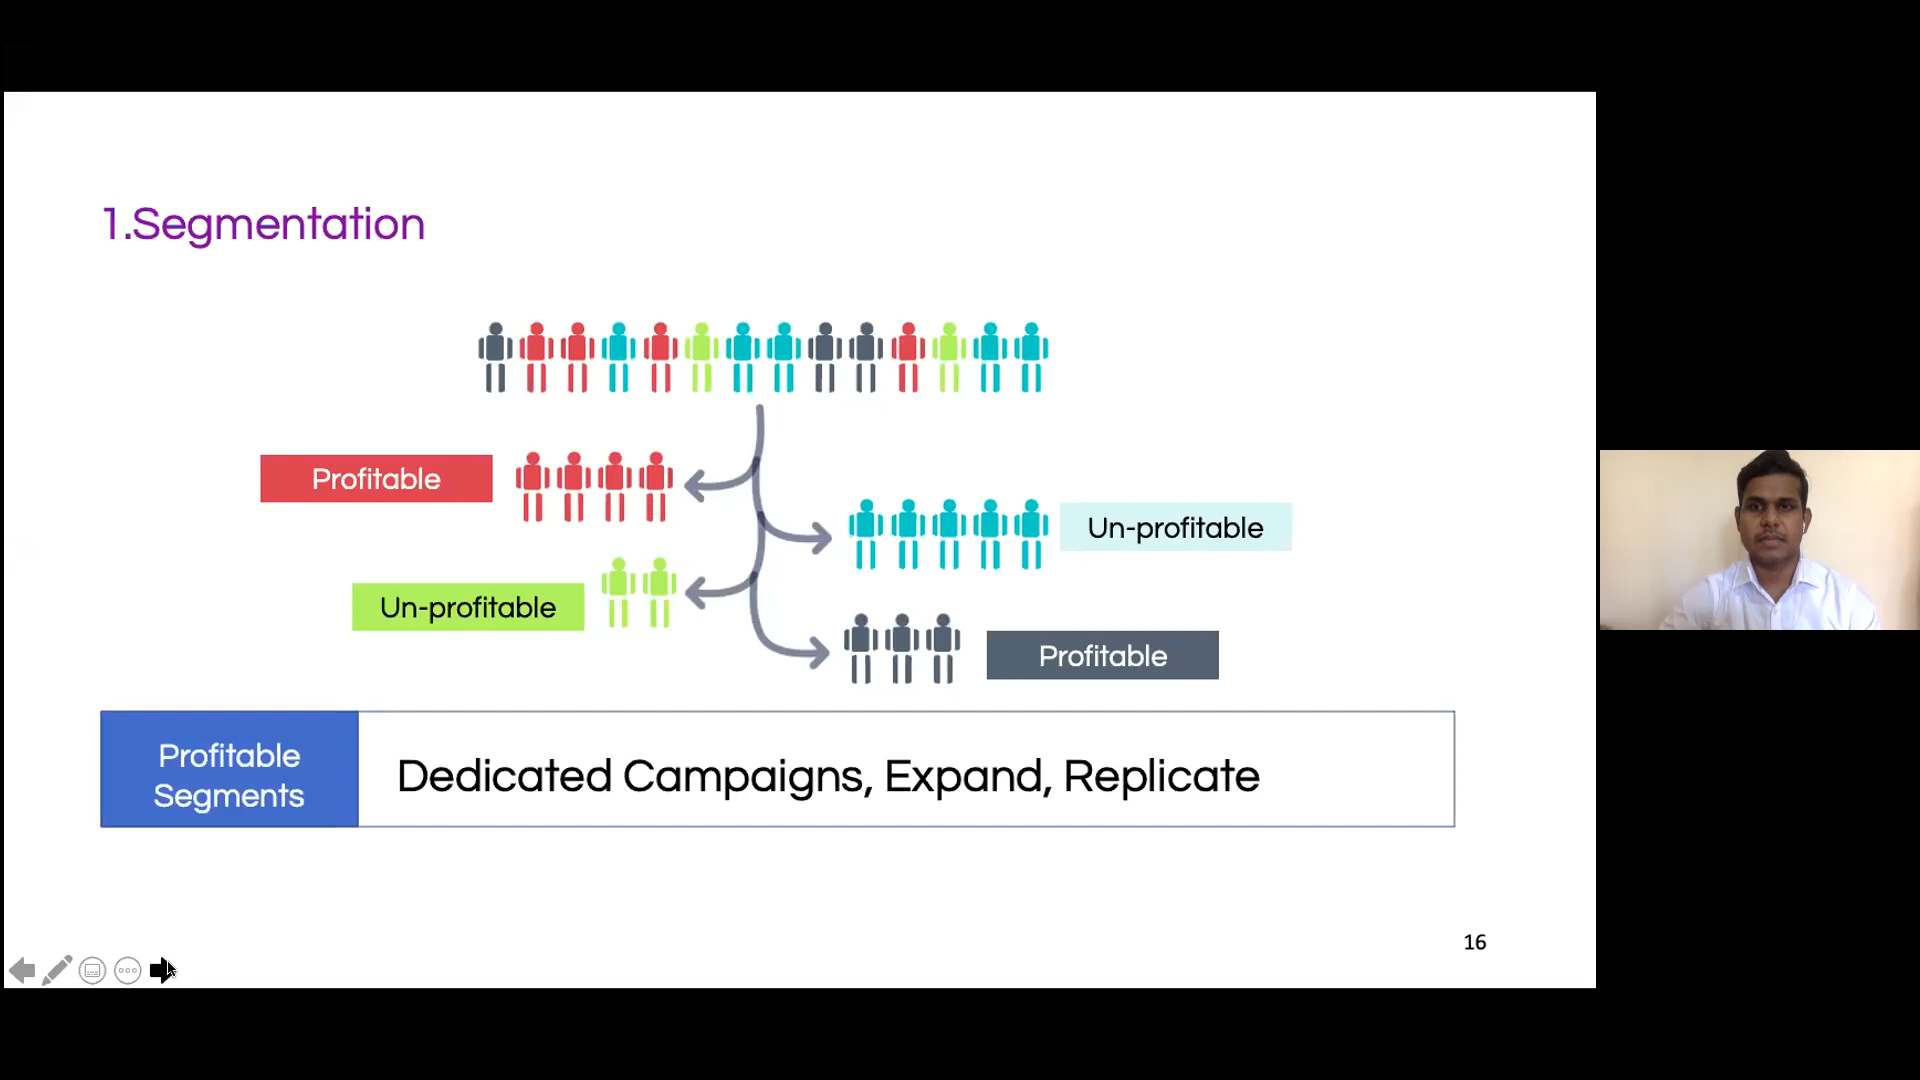 1.Segmentation
Profitable
Un-profitable
Un-profitable
Profitable
Profitable
Segments
Dedicated Campaigns, Expand, Replicate
16